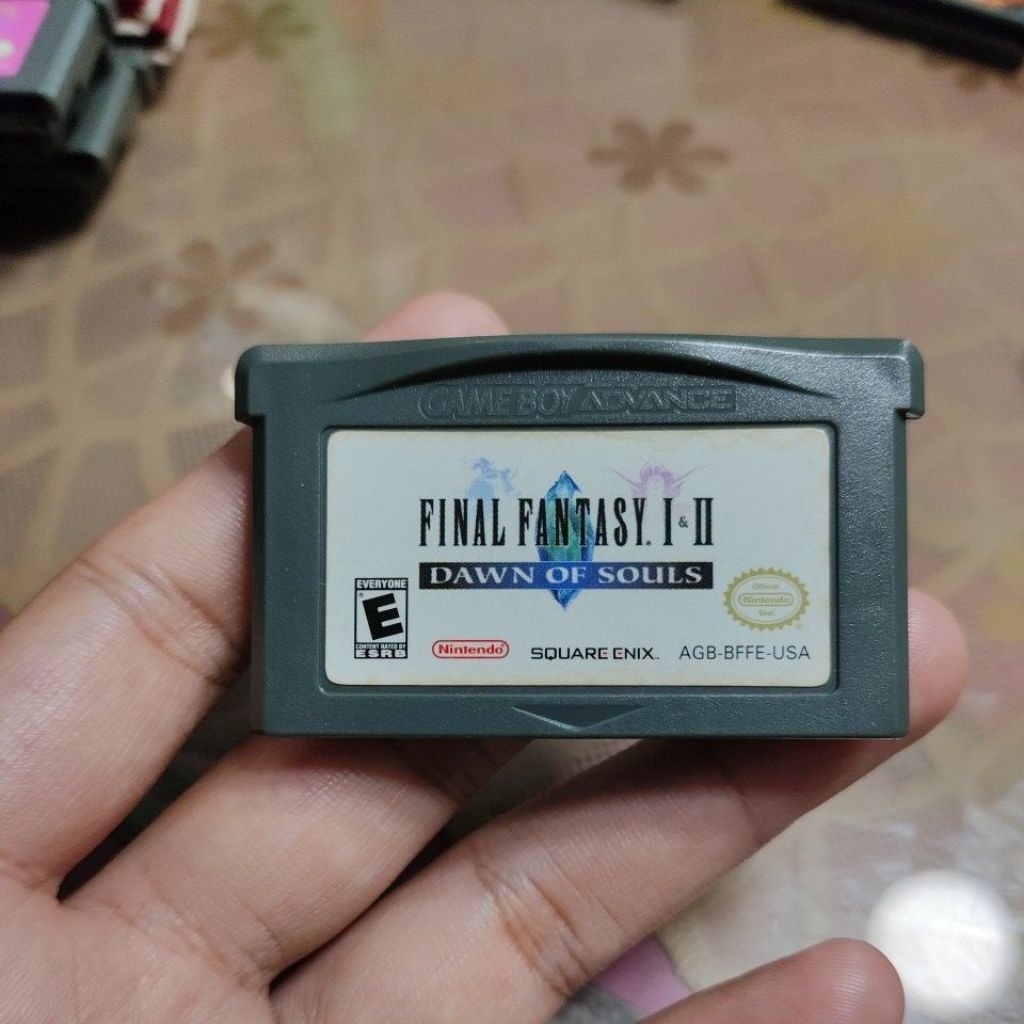 GAME BOY ADVANCE
FINAL FANTASY. I & II
DAWN OF SOULS
EVERYONE
E
CONTENT RATED BY
ESRB
Nintendo®
SQUARE ENIX™
AGB-BFFE-USA
Official
Nintendo
Seal